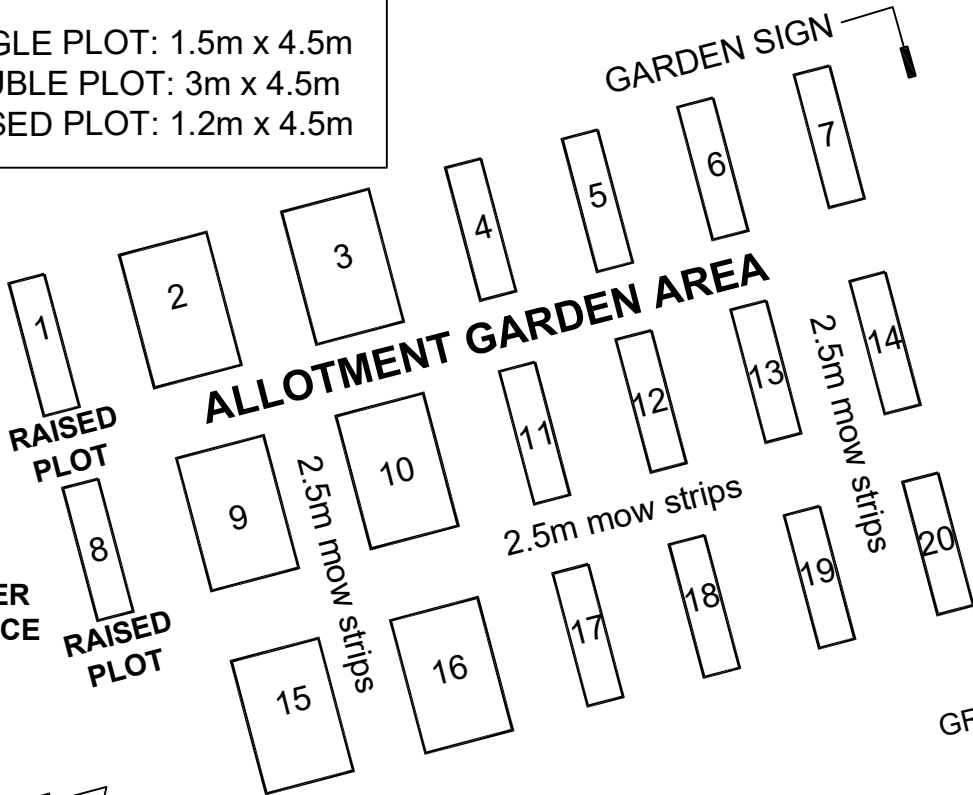 GLE PLOT: 1.5m x 4.5m
UBLE PLOT: 3m x 4.5m
SED PLOT: 1.2m x 4.5m
GARDEN SIGN
1
2
3
4
5
6
7
RAISED
PLOT
ALLOTMENT GARDEN AREA
8
9
10
11
12
13
14
2.5m mow strips
2.5m mow strips
2.5m mow strips
ER
CE
RAISED
PLOT
15
16
17
18
19
20
GR